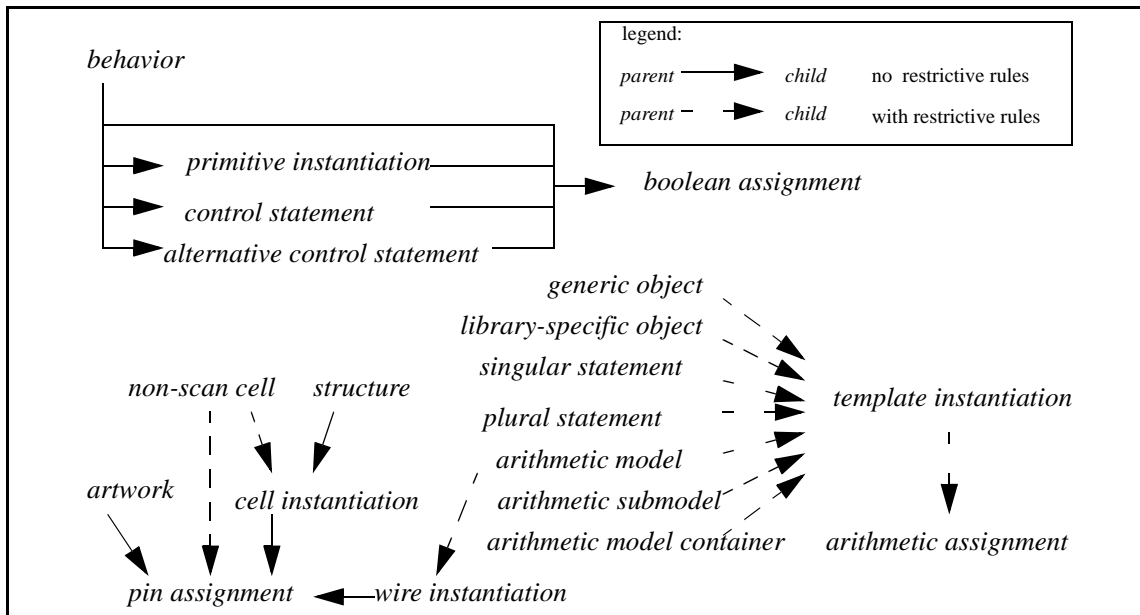 legend:
behavior
parent child no restrictive rules
parent child with restrictive rules
primitive instantiation
boolean assignment
control statement
alternative control statement
generic object
library-specific object
singular statement
non-scan cell structure
template instantiation
plural statement
arithmetic model
artwork
cell instantiation
arithmetic submodel
arithmetic model container
arithmetic assignment
pin assignment
wire instantiation